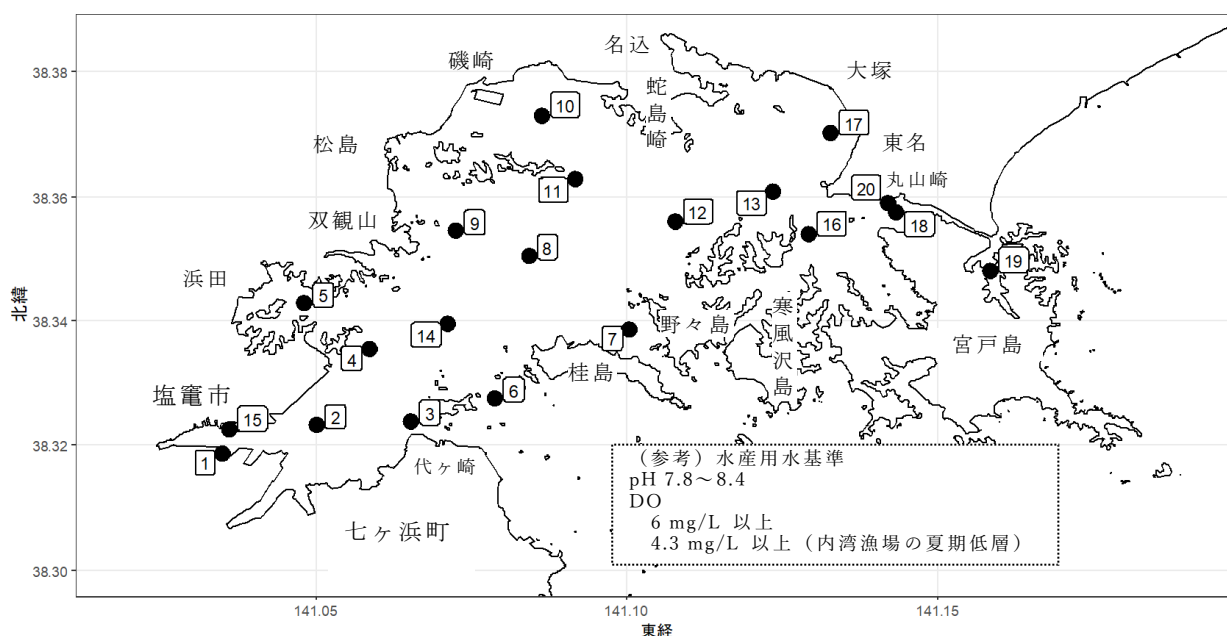 名込
磯崎
大塚
38.38
蛇島崎
10
17
松島
東名
11
20
丸山崎
38.36
13
18
双観山
9
12
16
8
19
浜田
5
北緯
38.34
14
7
野々島
寒風沢島
宮戸島
4
桂島
塩竈市
6
15
2
3
38.32
1
代ヶ崎
(参考)水産用水基準
pH 7.8~8.4
DO
6 mg/L 以上
4.3 mg/L 以上(内湾漁場の夏期低層)
七ヶ浜町
38.30
141.05
141.10
141.15
東経